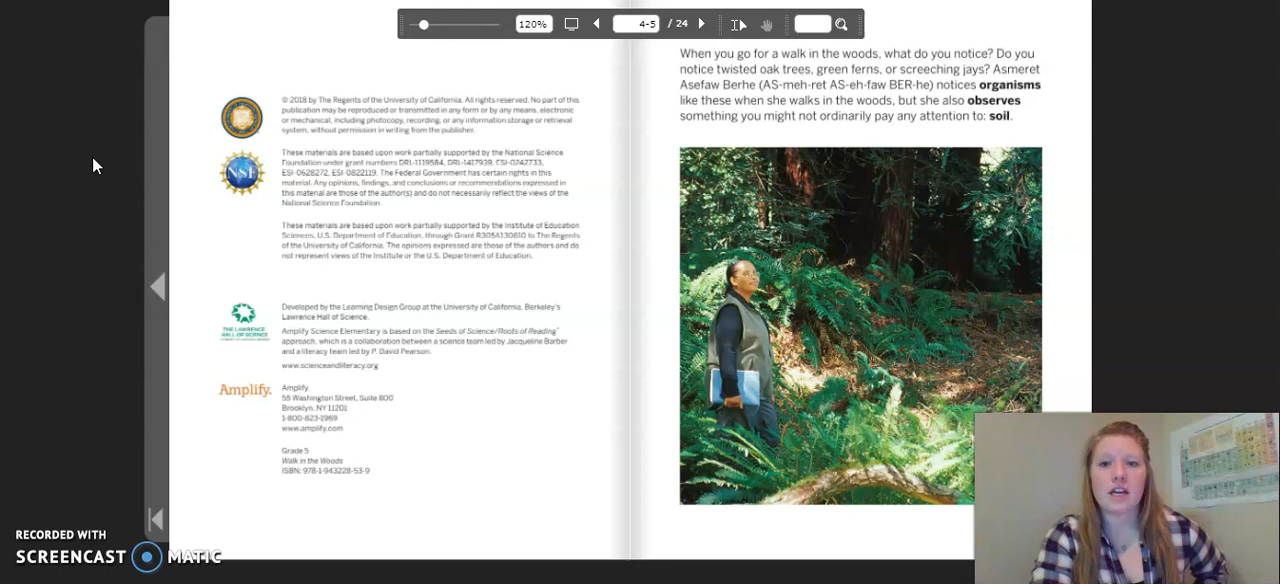 120%
4-5 / 24
© 2018 by The Regents of the University of California. All rights reserved. No part of this
publication may be reproduced or transmitted in any form or by any means, electronic
or mechanical, including photocopy, recording, or any information storage or retrieval
system, without permission in writing from the publisher.
NSF
These materials are based upon work partially supported by the National Science
Foundation under grant numbers DRL-1119584, DRL-1417939, ESI-0242733,
ESI-0628272, ESI-0822119. The Federal Government has certain rights in this
material. Any opinions, findings, and conclusions or recommendations expressed in
this material are those of the author(s) and do not necessarily reflect the views of the
National Science Foundation.
These materials are based upon work partially supported by the Institute of Education
Sciences, U.S. Department of Education, through Grant R305A130610 to The Regents
of the University of California. The opinions expressed are those of the authors and do
not represent views of the Institute or the U.S. Department of Education.
THE LAWRENCE
HALL OF SCIENCE
Developed by the Learning Design Group at the University of California, Berkeley's
Lawrence Hall of Science.
Amplify Science Elementary is based on the Seeds of Science/Roots of Reading
approach, which is a collaboration between a science team led by Jacqueline Barber
and a literacy team led by P. David Pearson.
www.scienceandliteracy.org
Amplify.
Amplify.
55 Washington Street, Suite 800
Brooklyn, NY 11201
1-800-823-1969
www.amplify.com
Grade 5
Walk in the Woods
ISBN: 978-1-943228-53-9
When you go for a walk in the woods, what do you notice? Do you
notice twisted oak trees, green ferns, or screeching jays? Asmeret
Asefaw Berhe (AS-meh-ret AS-eh-faw BER-he) notices organisms
like these when she walks in the woods, but she also observes
something you might not ordinarily pay any attention to: soil.
RECORDED WITH
SCREENCAST MATIC